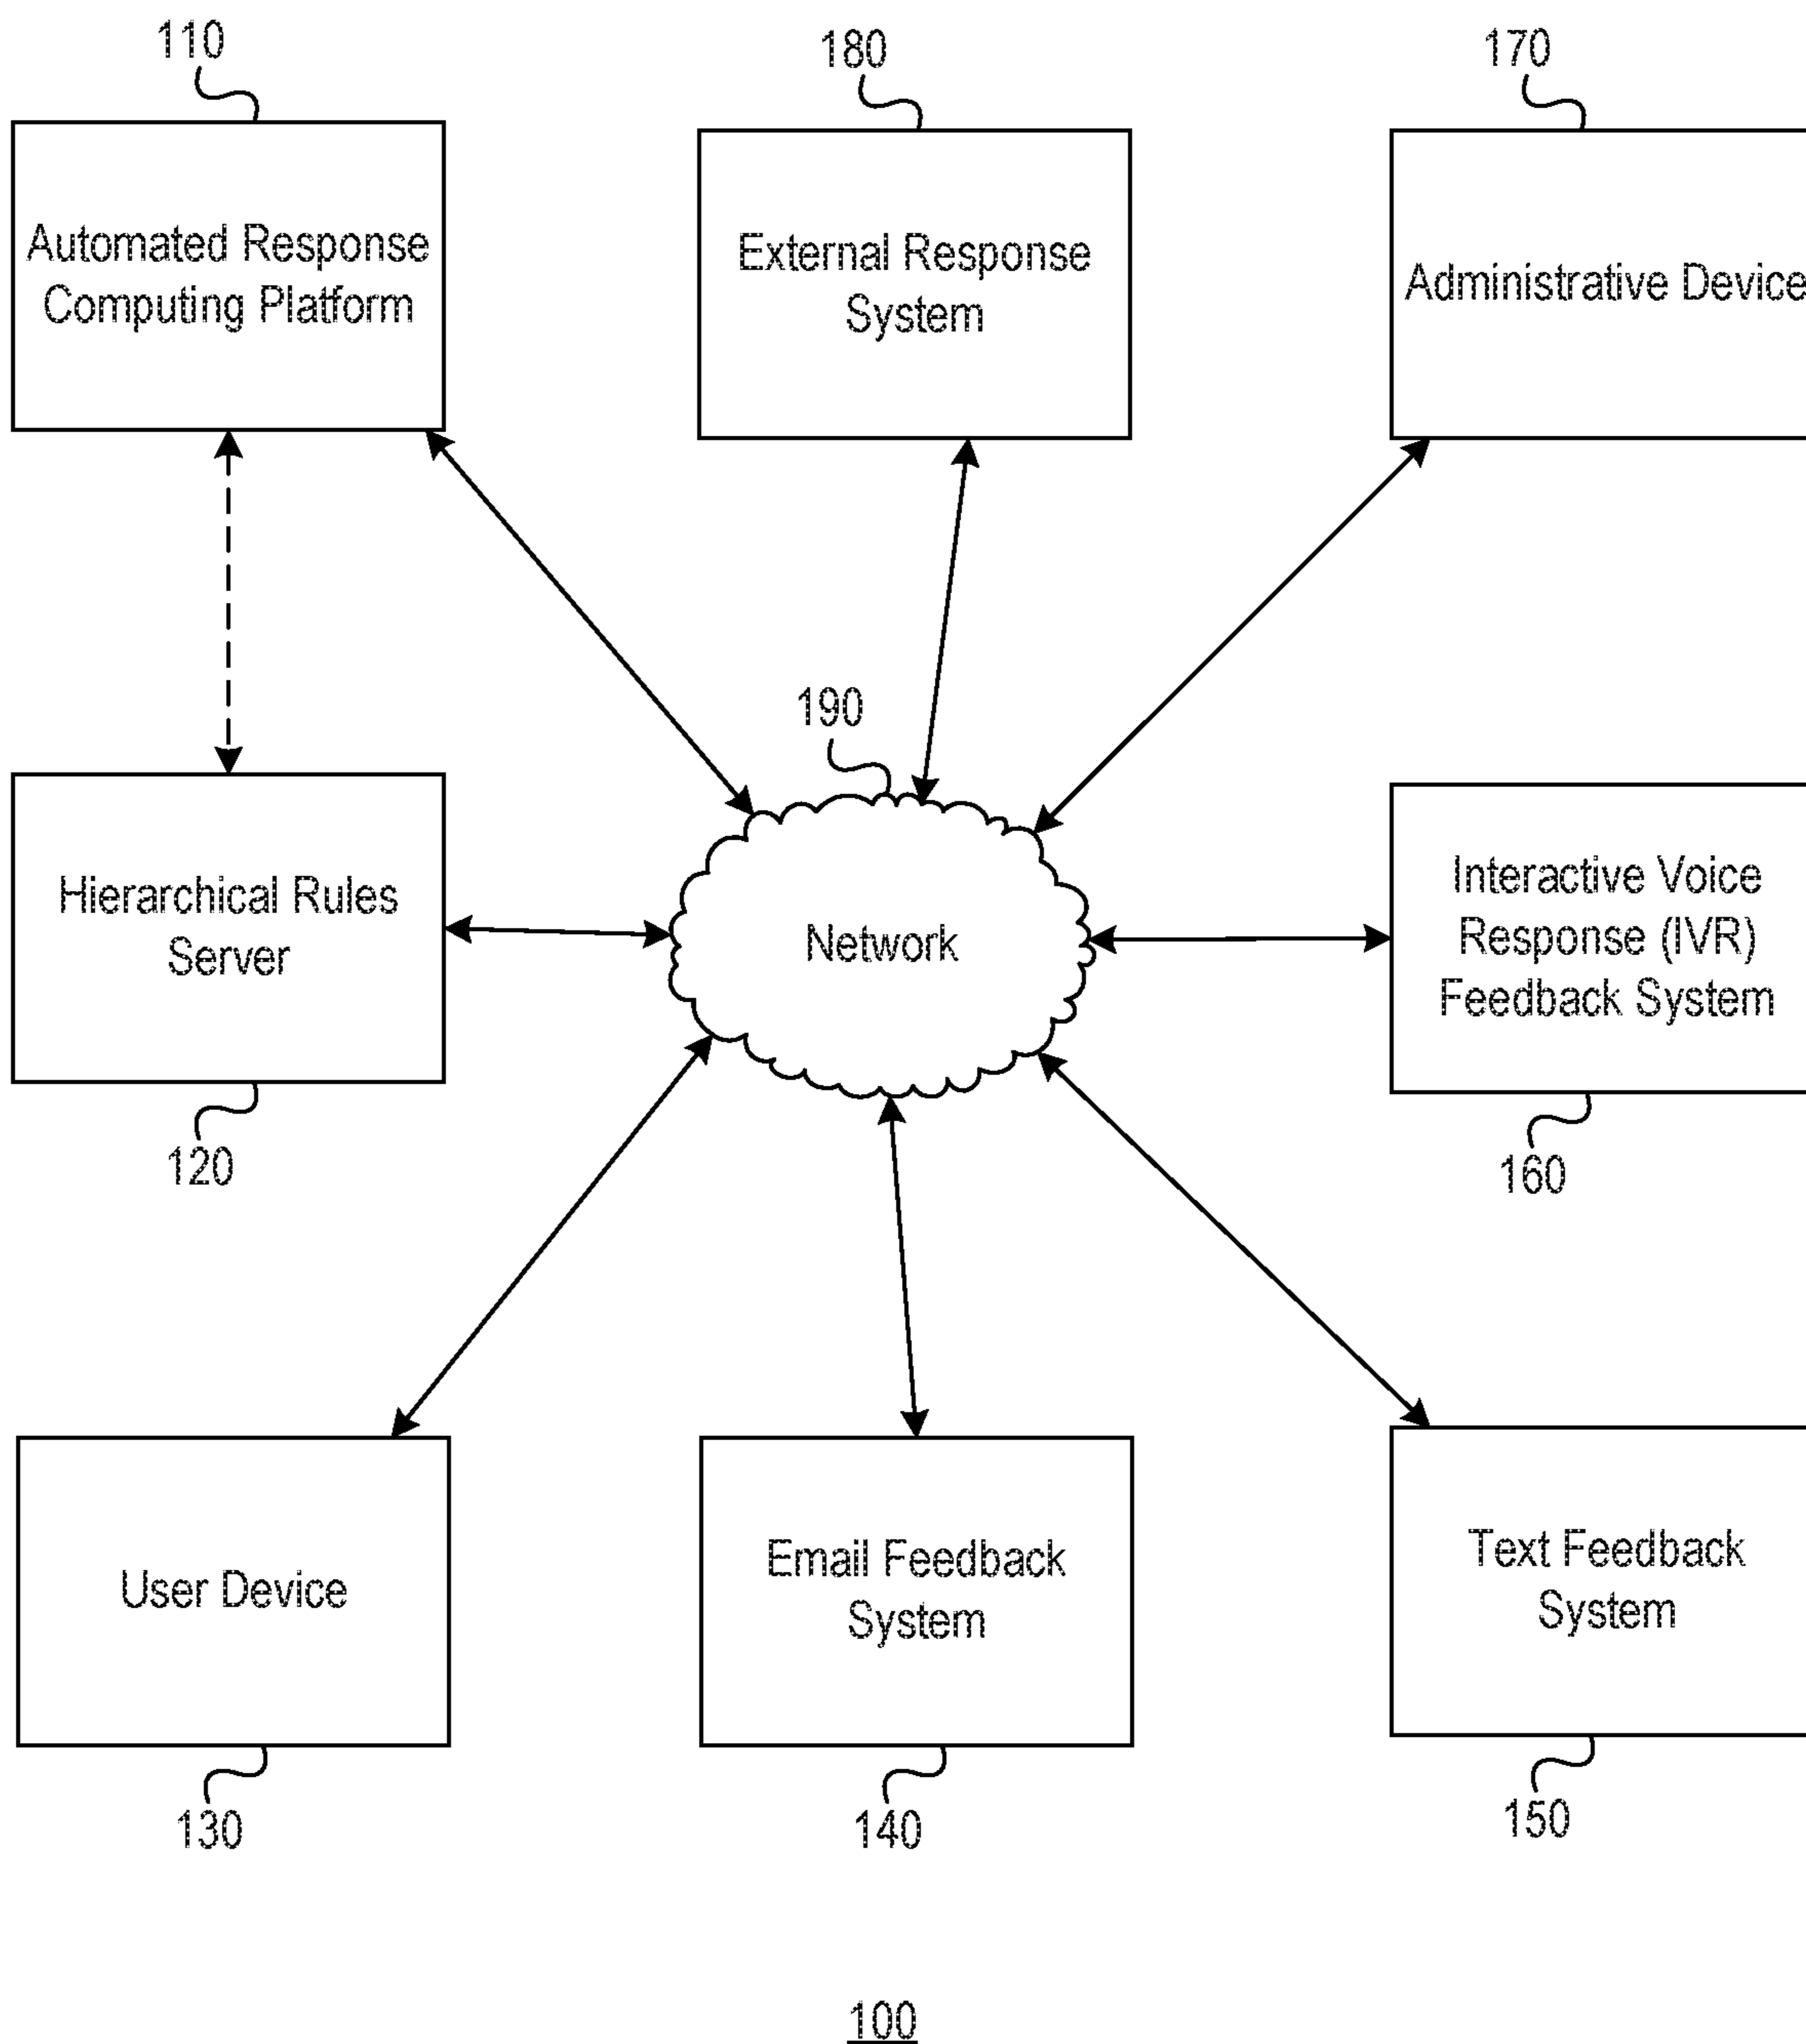 110
180
170
Automated Response
Computing Platform
External Response
System
Administrative Device
190
Hierarchical Rules
Server
Network
Interactive Voice
Response (IVR)
Feedback System
120
160
User Device
Email Feedback
System
Text Feedback
System
130
140
150
100